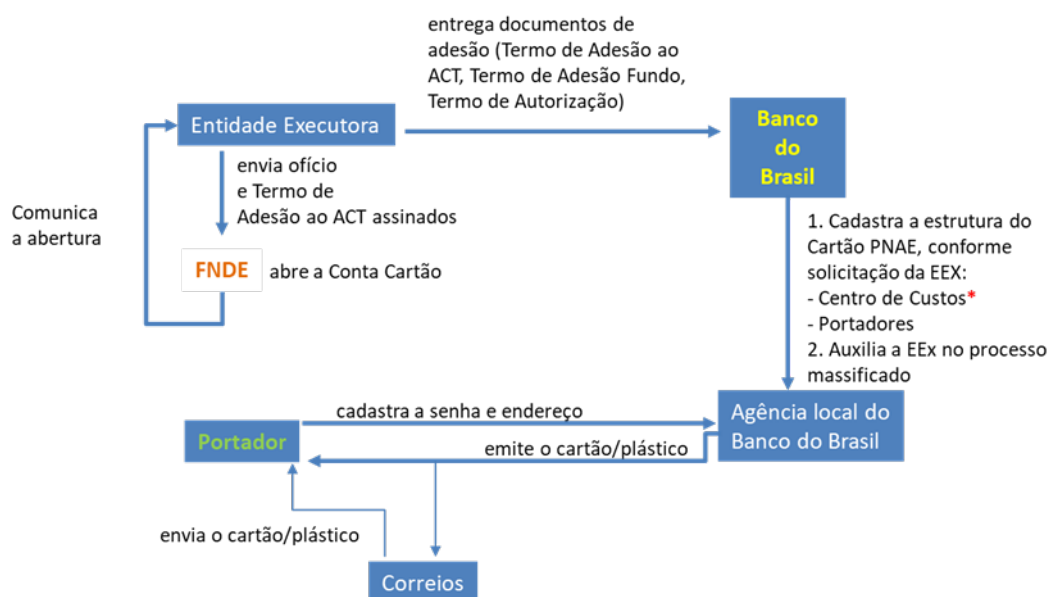 entrega documentos de
adesão (Termo de Adesão ao
ACT, Termo de Adesão Fundo,
Termo de Autorização)
Entidade Executora
Banco
do
Brasil
envia ofício
e Termo de
Adesão ao ACT assinados
Comunica
a abertura
FNDE
abre a Conta Cartão
1. Cadastra a estrutura do
Cartão PNAE, conforme
solicitação da EEX:
- Centro de Custos*
- Portadores
2. Auxilia a EEx no processo
massificado
cadastra a senha e endereço
Agência local do
Banco do Brasil
Portador
emite o cartão/plástico
envia o cartão/plástico
Correios